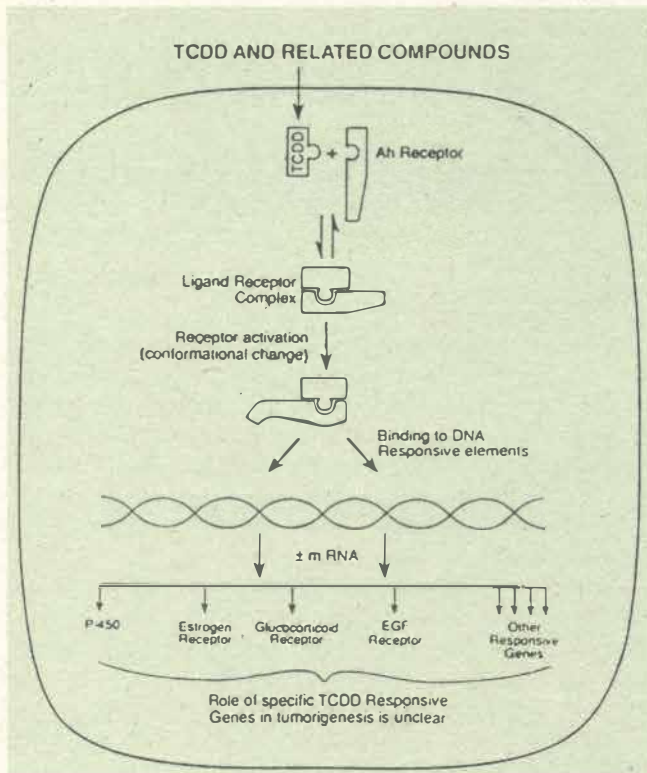 TCDD AND RELATED COMPOUNDS
TCDD
+
Ah Receptor
Ligand Receptor
Complex
Receptor activation
(conformational change)
Binding to DNA
Responsive elements
± m RNA
P-450
Estrogen
Receptor
Glucocorticoid
Receptor
EGF
Receptor
Other
Responsive
Genes
Role of specific TCDD Responsive
Genes in tumorigenesis is unclear